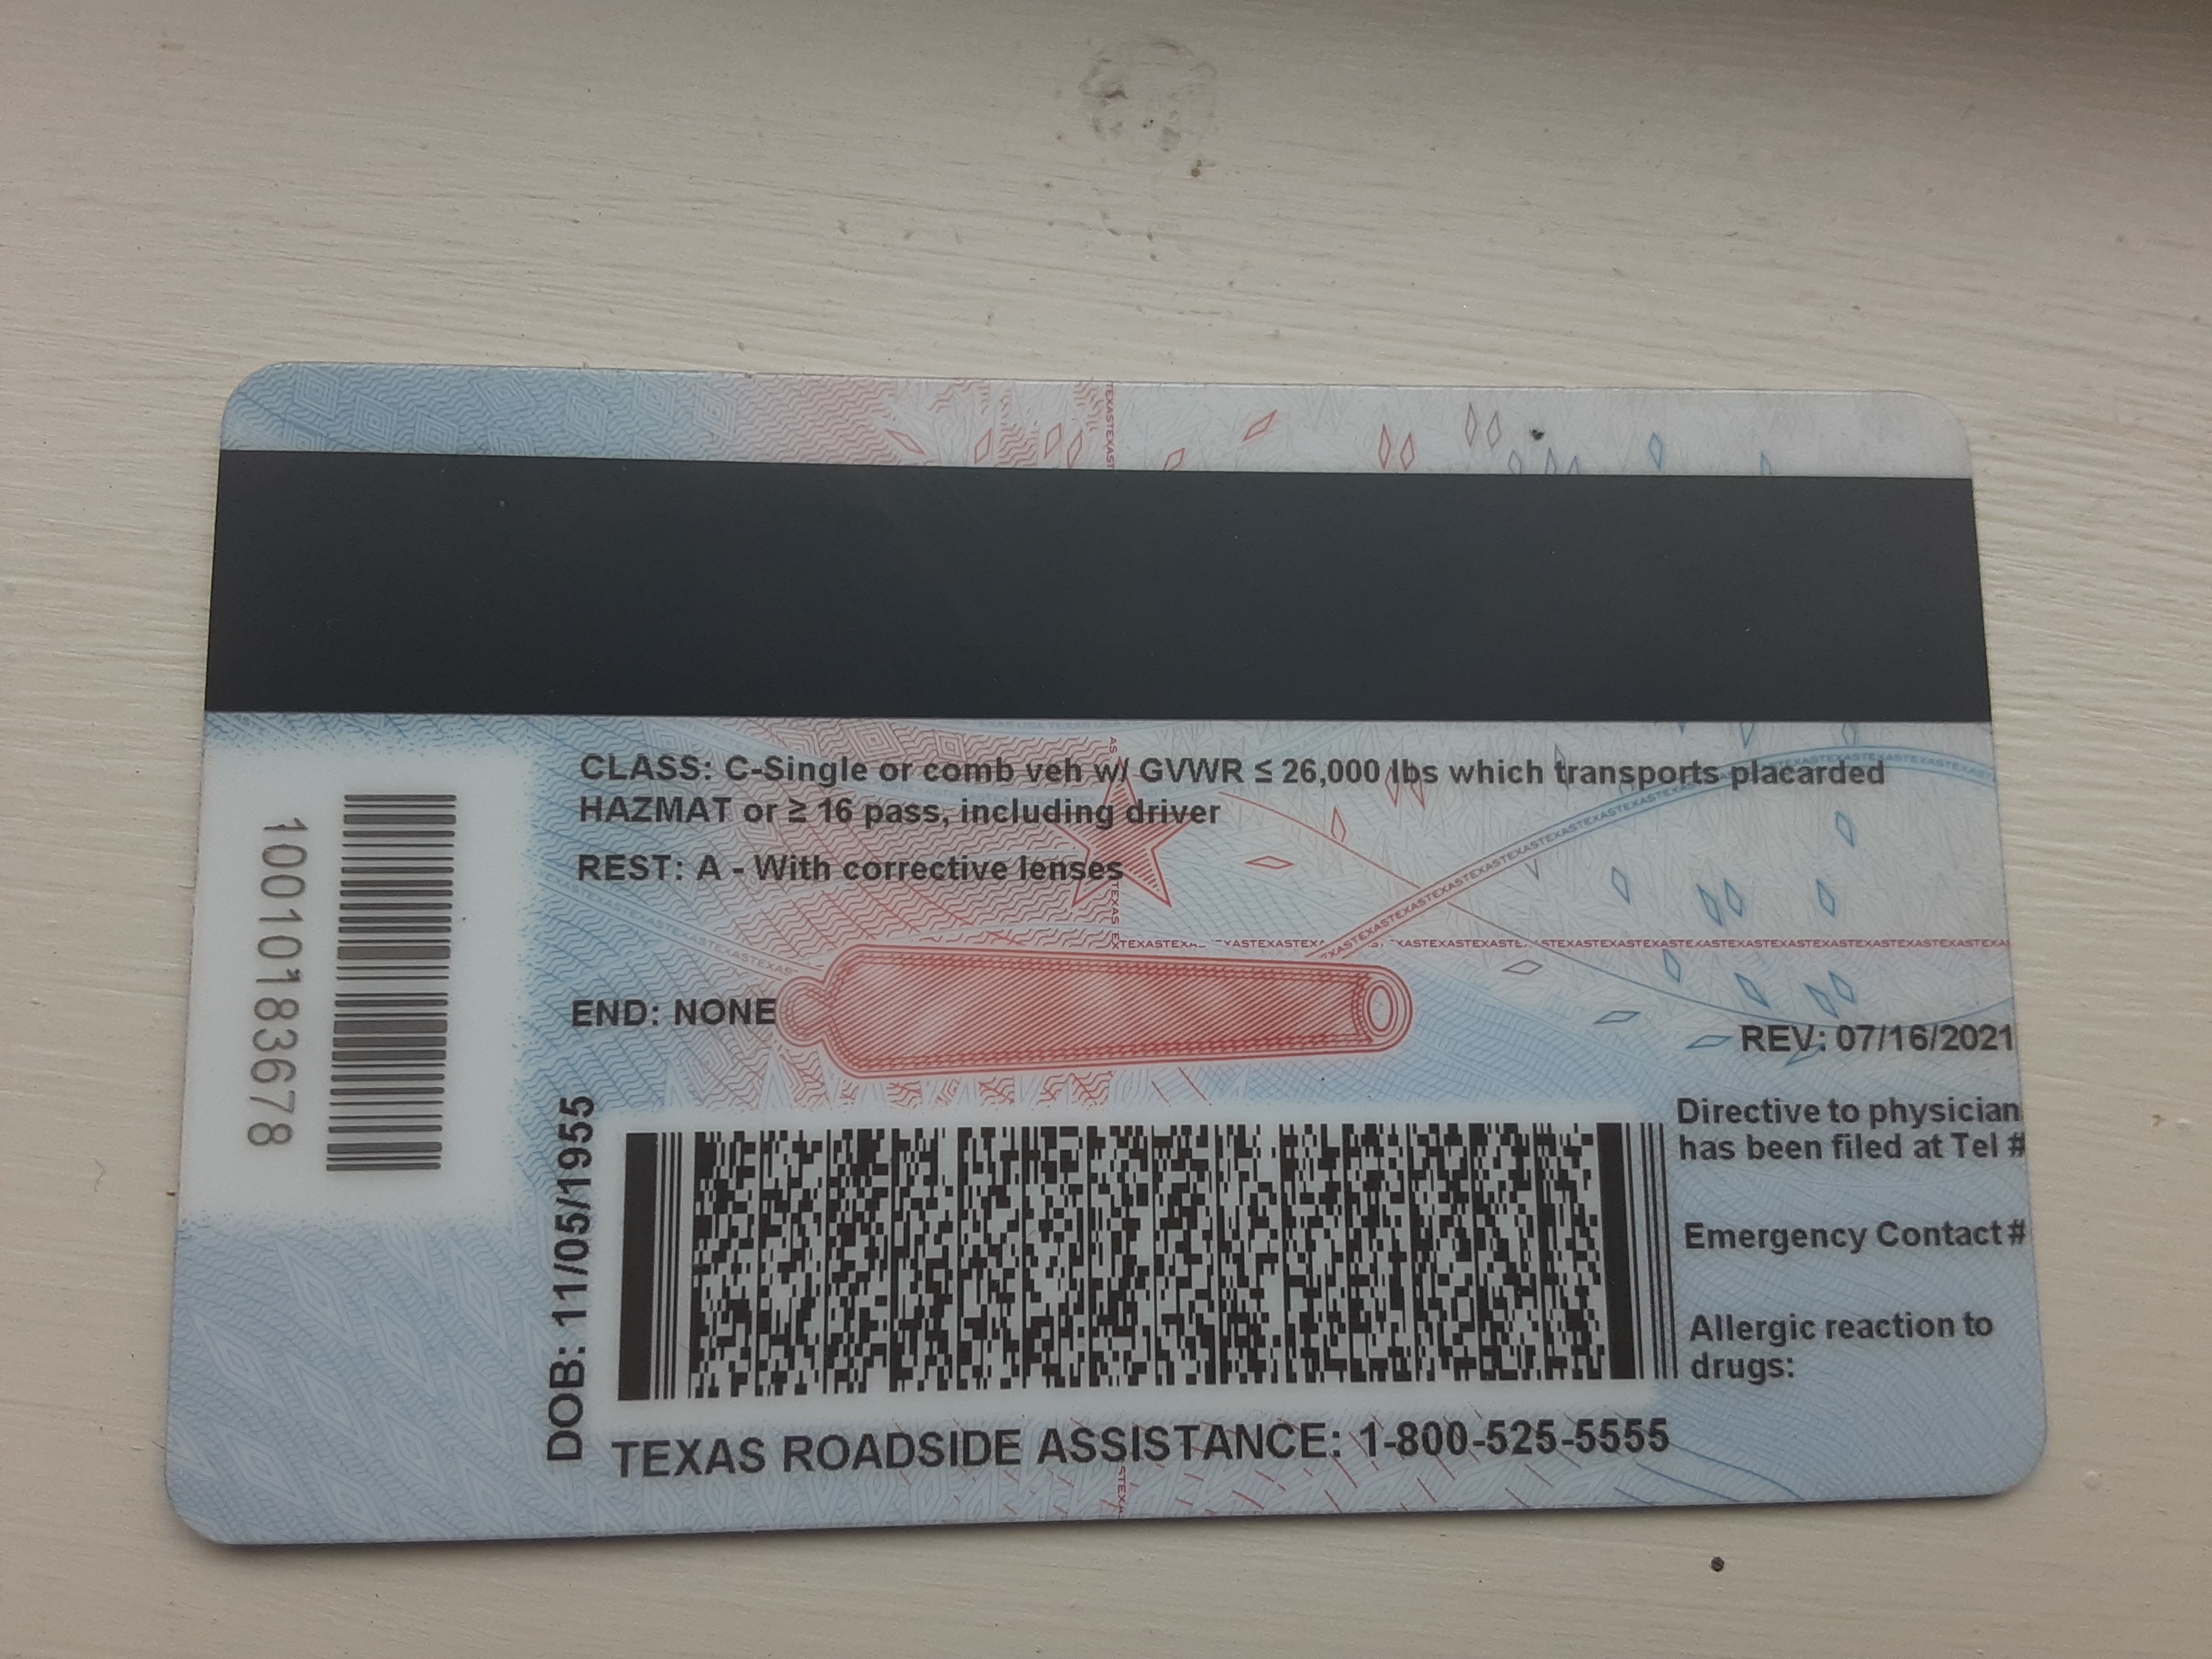 CLASS: C-Single or comb veh w/ GVWR ≤ 26,000 lbs which transports placarded
HAZMAT or ≥ 16 pass, including driver
REST: A - With corrective lenses
10010183678
END: NONE
REV: 07/16/2021
DOB: 11/05/1955
Directive to physician
has been filed at Tel #
Emergency Contact #
Allergic reaction to
drugs:
TEXAS ROADSIDE ASSISTANCE: 1-800-525-5555